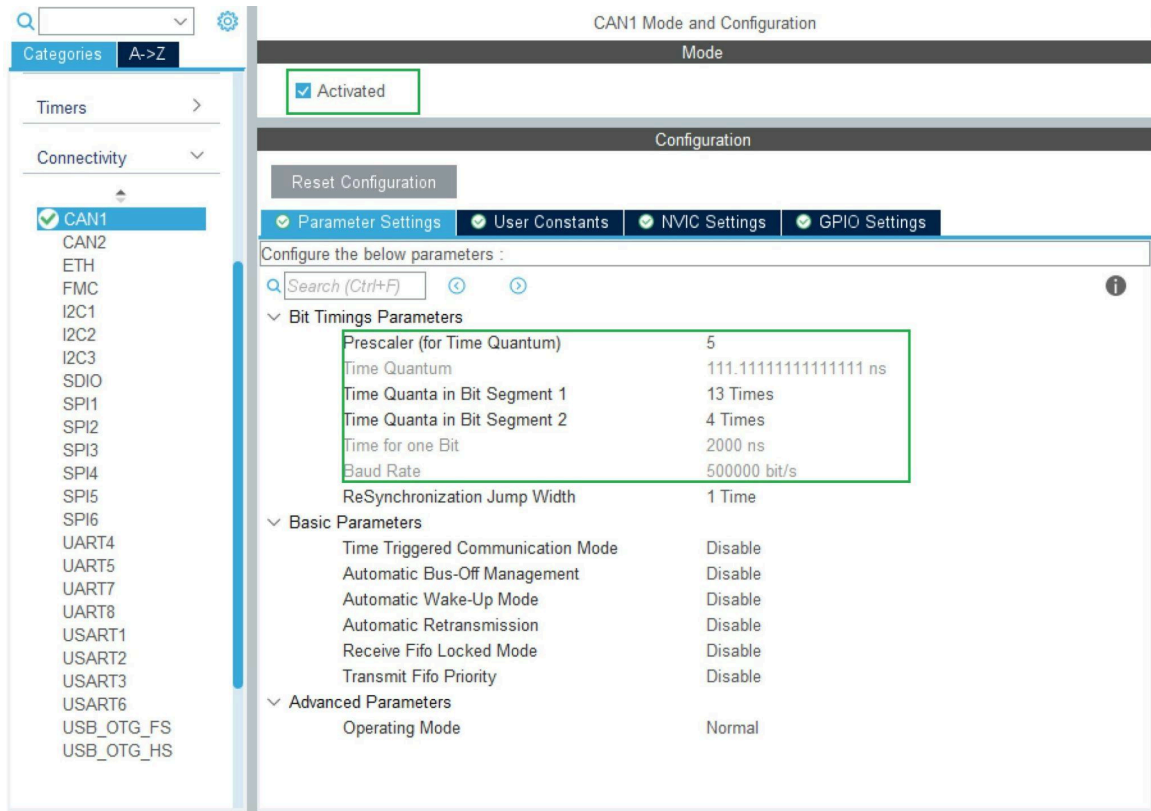 CAN1 Mode and Configuration
Categories A->Z
Mode
Activated
Timers
Connectivity
Configuration
Reset Configuration
Parameter Settings User Constants NVIC Settings GPIO Settings
Configure the below parameters :
Search (Ctrl+F)
Bit Timings Parameters
Prescaler (for Time Quantum) 5
Time Quantum 111.11111111111111 ns
Time Quanta in Bit Segment 1 13 Times
Time Quanta in Bit Segment 2 4 Times
Time for one Bit 2000 ns
Baud Rate 500000 bit/s
ReSynchronization Jump Width 1 Time
Basic Parameters
Time Triggered Communication Mode Disable
Automatic Bus-Off Management Disable
Automatic Wake-Up Mode Disable
Automatic Retransmission Disable
Receive Fifo Locked Mode Disable
Transmit Fifo Priority Disable
Advanced Parameters
Operating Mode Normal
CAN1
CAN2
ETH
FMC
I2C1
I2C2
I2C3
SDIO
SPI1
SPI2
SPI3
SPI4
SPI5
SPI6
UART4
UART5
UART7
UART8
USART1
USART2
USART3
USART6
USB_OTG_FS
USB_OTG_HS